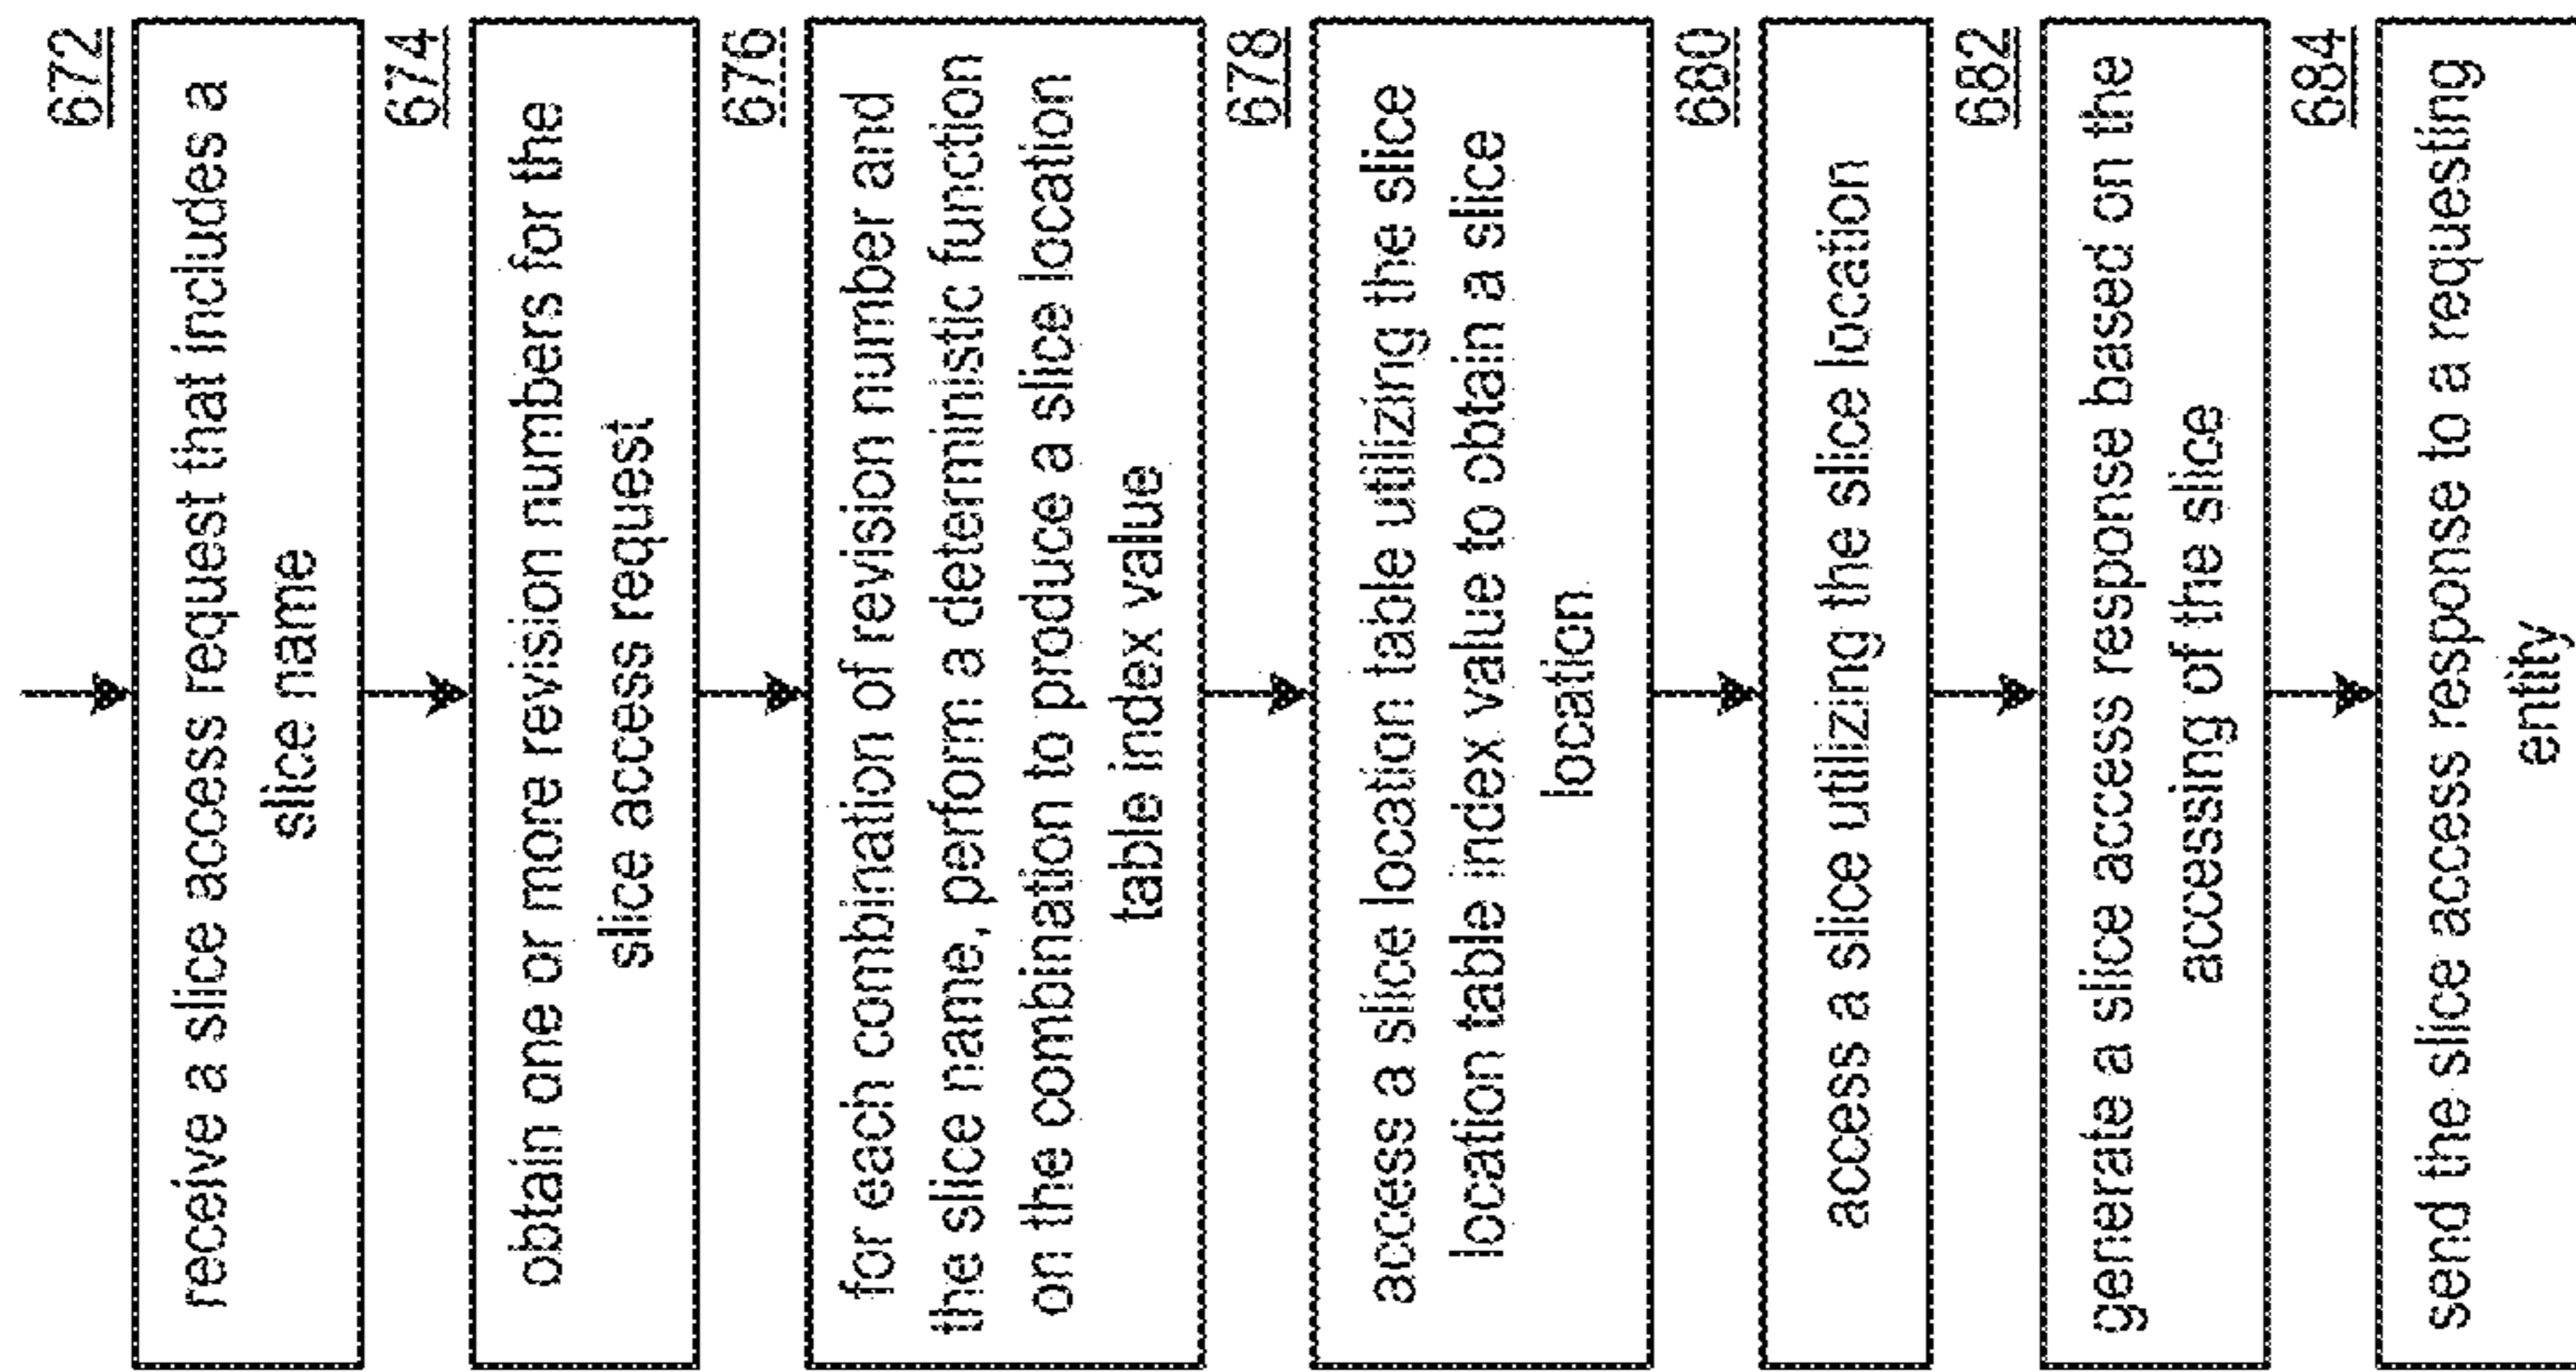 672
receive a slice access request that includes a
slice name
674
obtain one or more revision numbers for the
slice access request
676
for each combination of revision number and
the slice name, perform a deterministic function
on the combination to produce a slice location
table index value
678
access a slice location table utilizing the slice
location table index value to obtain a slice
location
680
access a slice utilizing the slice location
682
generate a slice access response based on the
accessing of the slice
684
send the slice access response to a requesting
entity